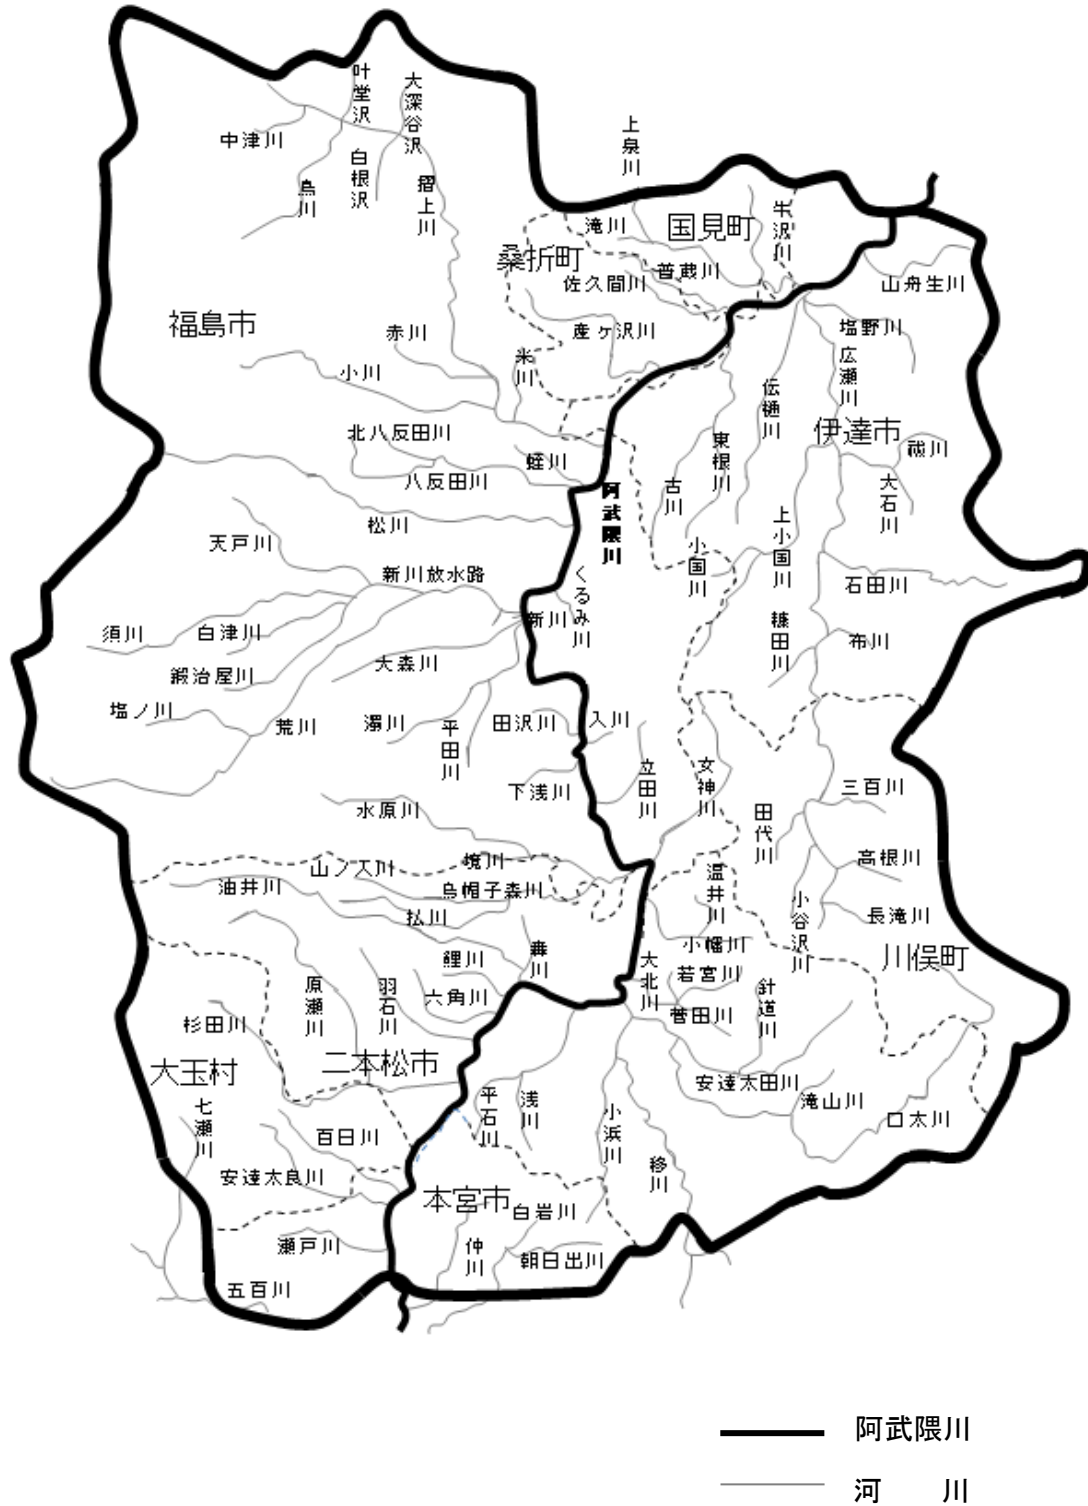 叶堂沢
大深谷沢
中津川
白根沢
烏川
摺上川
上泉川
滝川
国見町
牛沢川
桑折町
佐久間川
普蔵川
山舟生川
福島市
赤川
産ヶ沢川
塩野川
広瀬川
小川
米川
伝樋川
伊達市
北八反田川
八反田川
蛭川
東根川
古川
大石川
阿武隈川
松川
天戸川
上小国川
小国川
新川放水路
くるみ川
新川
石田川
須川
白津川
糠田川
布川
鍛治屋川
大森川
塩ノ川
荒川
濁川
平田川
田沢川
入川
下浅川
立田川
女神川
三百川
水原川
田代川
高根川
境川
山ノ入川
油井川
烏帽子森川
払川
温井川
小谷沢川
長滝川
小幡川
川俣町
鯉川
六角川
羽石川
原瀬川
大北川
若宮川
菅田川
針道川
杉田川
二本松市
大玉村
安達太田川
滝山川
口太川
七瀬川
百日川
平石川
浅川
小浜川
移川
安達太良川
本宮市
白岩川
瀬戸川
仲川
朝日出川
五百川
阿武隈川
河　　川